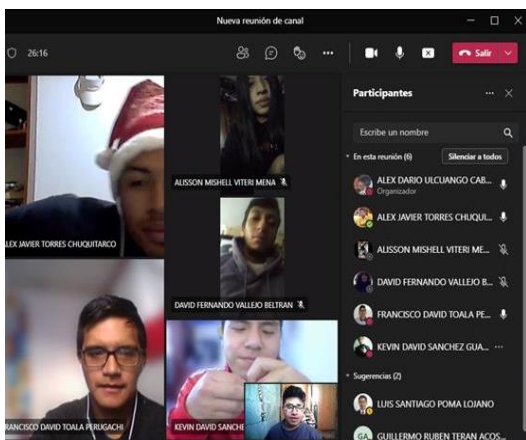 Nueva reunión de canal
26:16
Salir
ALEX JAVIER TORRES CHUQUITARCO
ALISSON MISHELL VITERI MENA
DAVID FERNANDO VALLEJO BELTRAN
FRANCISCO DAVID TOALA PERUGACHI
KEVIN DAVID SANCHE
Participantes
Escribe un nombre
En esta reunión (6)
Silenciar a todos
ALEX DARIO ULCUANGO CAB...
Organizador
ALEX JAVIER TORRES CHUQUI...
ALISSON MISHELL VITERI ME...
DAVID FERNANDO VALLEJO B...
FRANCISCO DAVID TOALA PE...
KEVIN DAVID SANCHEZ GUA...
Sugerencias (2)
LUIS SANTIAGO POMA LOJANO
GA
GUILLERMO RUBEN TERAN ACOS...